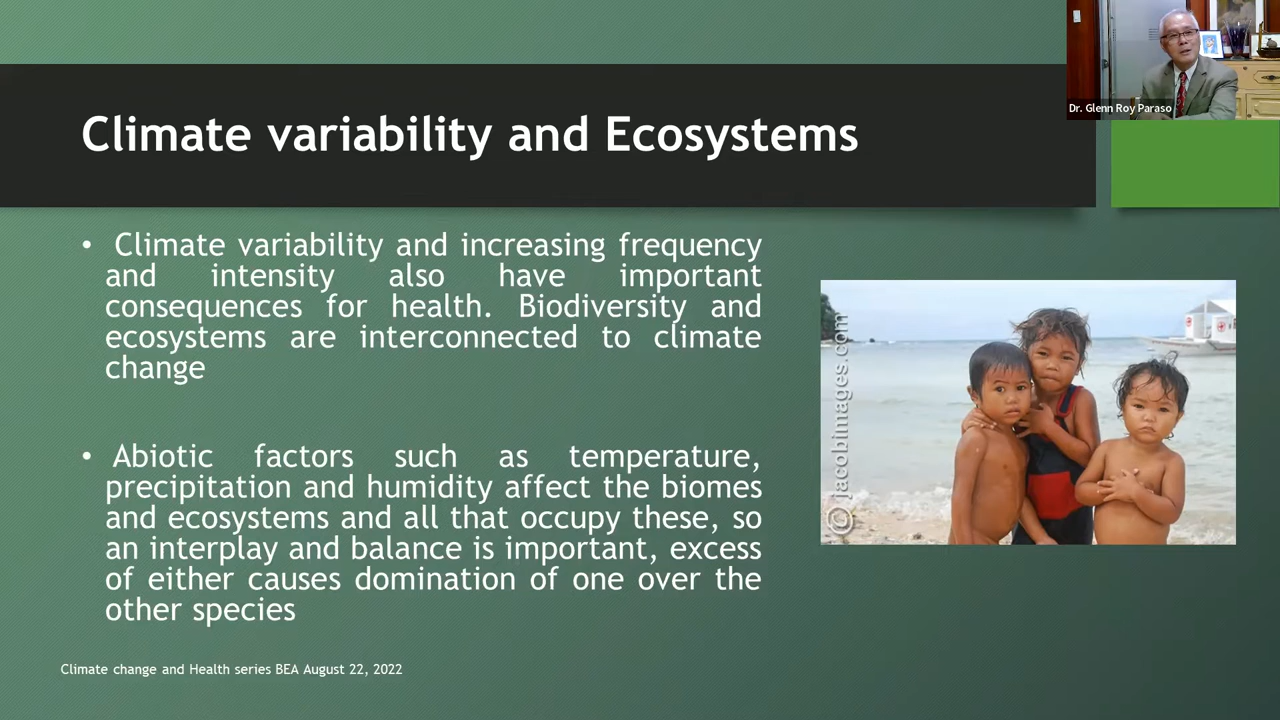 Dr. Glenn Roy Paraso
Climate variability and Ecosystems
• Climate variability and increasing frequency
and intensity also have important
consequences for health. Biodiversity and
ecosystems are interconnected to climate
change
• Abiotic factors such as temperature,
precipitation and humidity affect the biomes
and ecosystems and all that occupy these, so
an interplay and balance is important, excess
of either causes domination of one over the
other species
© jacobimages.com
Climate change and Health series BEA August 22, 2022